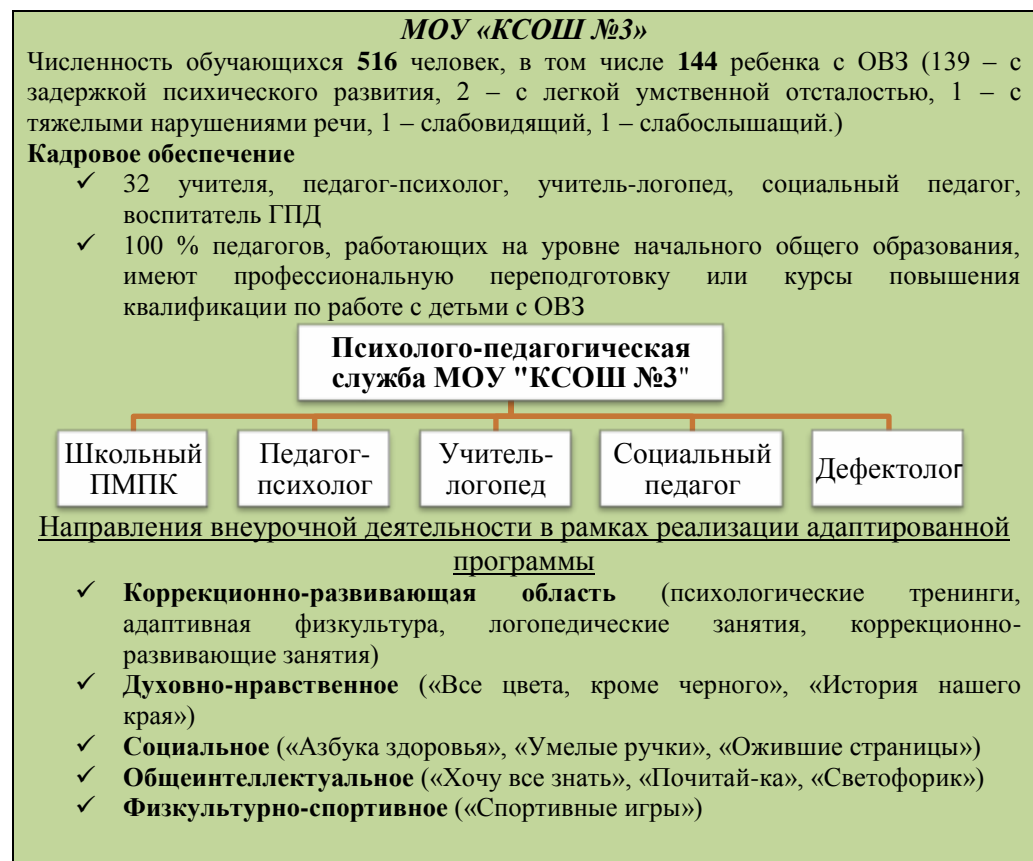 МОУ «КСОШ №3»
Численность обучающихся 516 человек, в том числе 144 ребенка с ОВЗ (139 – с
задержкой психического развития, 2 – с легкой умственной отсталостью, 1 – с
тяжелыми нарушениями речи, 1 – слабовидящий, 1 – слабослышащий.)
Кадровое обеспечение
✓ 32 учителя, педагог-психолог, учитель-логопед, социальный педагог,
воспитатель ГПД
✓ 100 % педагогов, работающих на уровне начального общего образования,
имеют профессиональную переподготовку или курсы повышения
квалификации по работе с детьми с ОВЗ
Психолого-педагогическая
служба МОУ "КСОШ №3"
Школьный
ПМПК
Педагог-
психолог
Учитель-
логопед
Социальный
педагог
Дефектолог
Направления внеурочной деятельности в рамках реализации адаптированной
программы
✓ Коррекционно-развивающая область (психологические тренинги,
адаптивная физкультура, логопедические занятия, коррекционно-
развивающие занятия)
✓ Духовно-нравственное («Все цвета, кроме черного», «История нашего
края»)
✓ Социальное («Азбука здоровья», «Умелые ручки», «Ожившие страницы»)
✓ Общеинтеллектуальное («Хочу все знать», «Почитай-ка», «Светофорик»)
✓ Физкультурно-спортивное («Спортивные игры»)